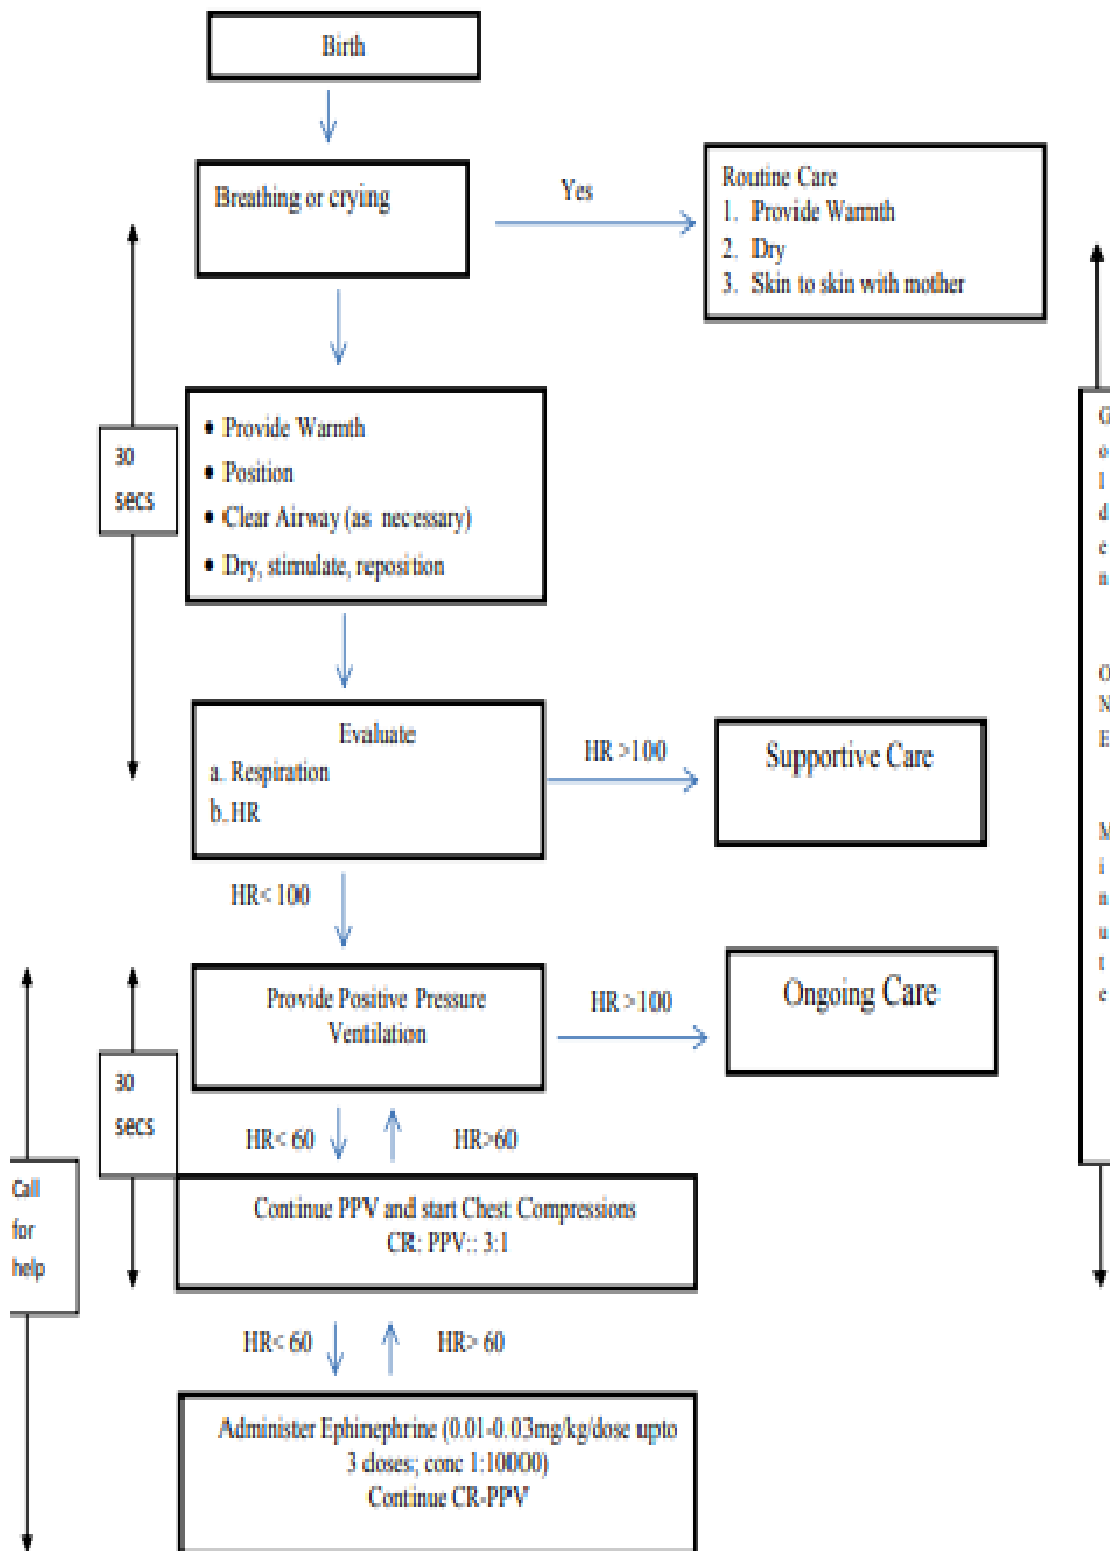 Birth
Breathing or crying
Yes
Routine Care
1. Provide Warmth
2. Dry
3. Skin to skin with mother
30
secs
• Provide Warmth
• Position
• Clear Airway (as necessary)
• Dry, stimulate, reposition
Evaluate
a. Respiration
b. HR
HR >100
Supportive Care
HR< 100
Provide Positive Pressure
Ventilation
HR >100
Ongoing Care
30
secs
HR< 60
HR>60
Call
for
help
Continue PPV and start Chest Compressions
CR: PPV:: 3:1
HR< 60
HR> 60
Administer Ephinephrine (0.01-0.03mg/kg/dose upto
3 doses; conc 1:10000)
Continue CR-PPV
G
o
l
d
e
n
O
N
E
M
i
n
u
t
e